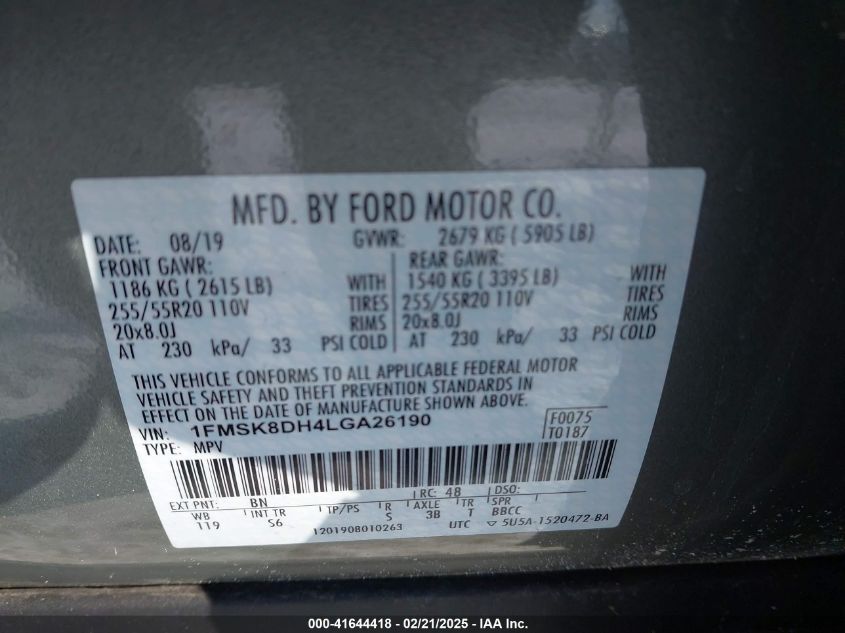 MFD. BY FORD MOTOR CO.
DATE: 08/19 GVWR: 2679 KG ( 5905 LB)
FRONT GAWR: REAR GAWR:
1186 KG ( 2615 LB) WITH 1540 KG ( 3395 LB) WITH
255/55R20 110V TIRES 255/55R20 110V TIRES
20x8.0J RIMS 20x8.0J RIMS
AT 230 kPa/ 33 PSI COLD AT 230 kPa/ 33 PSI COLD
THIS VEHICLE CONFORMS TO ALL APPLICABLE FEDERAL MOTOR
VEHICLE SAFETY AND THEFT PREVENTION STANDARDS IN
EFFECT ON THE DATE OF MANUFACTURE SHOWN ABOVE.
VIN: 1FMSK8DH4LGA26190 F0075
TYPE: MPV T0187
EXT PNT: BN RC: 48 DSO:
WB INT TR TP/PS R AXLE TR SPR
119 S6 S 3B T BBCC
1201908010263 UTC ▽ 5U5A-1520472-BA
000-41644418 - 02/21/2025 - IAA Inc.